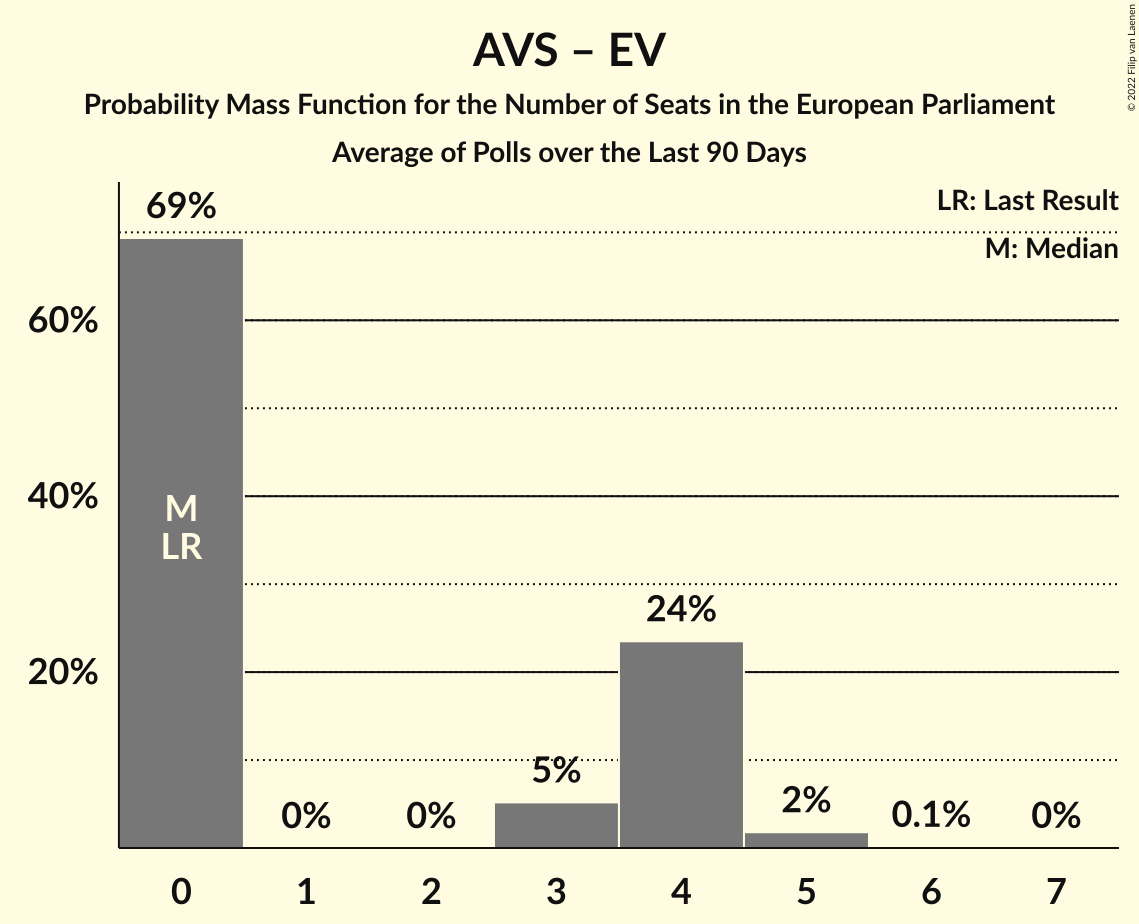 AVS – EV
Probability Mass Function for the Number of Seats in the European Parliament
Average of Polls over the Last 90 Days
© 2022 Filip van Laenen
LR: Last Result
M: Median
69%
60%
40%
20%
M
LR
0%
0%
5%
24%
2%
0.1%
0%
0 1 2 3 4 5 6 7